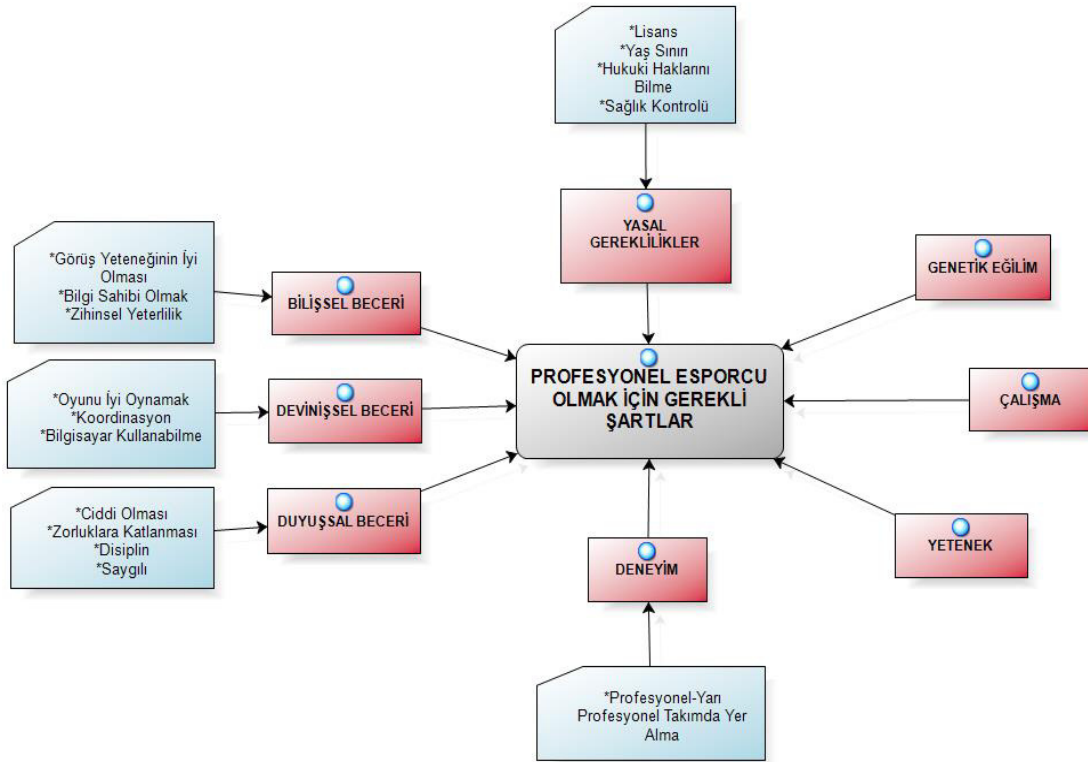 *Lisans
*Yaş Sınırı
*Hukuki Haklarını
Bilme
*Sağlık Kontrolü
YASAL
GEREKLİLİKLER
*Görüş Yeteneğinin İyi
Olması
*Bilgi Sahibi Olmak
*Zihinsel Yeterlilik
BİLİŞSEL BECERİ
GENETİK EĞİLİM
PROFESYONEL ESPORCU
OLMAK İÇİN GEREKLİ
ŞARTLAR
*Oyunu İyi Oynamak
*Koordinasyon
*Bilgisayar Kullanabilme
DEVİNİŞSEL BECERİ
ÇALIŞMA
*Ciddi Olması
*Zorluklara Katlanması
*Disiplin
*Saygılı
DUYUŞSAL BECERİ
YETENEK
DENEYİM
*Profesyonel-Yarı
Profesyonel Takımda Yer
Alma